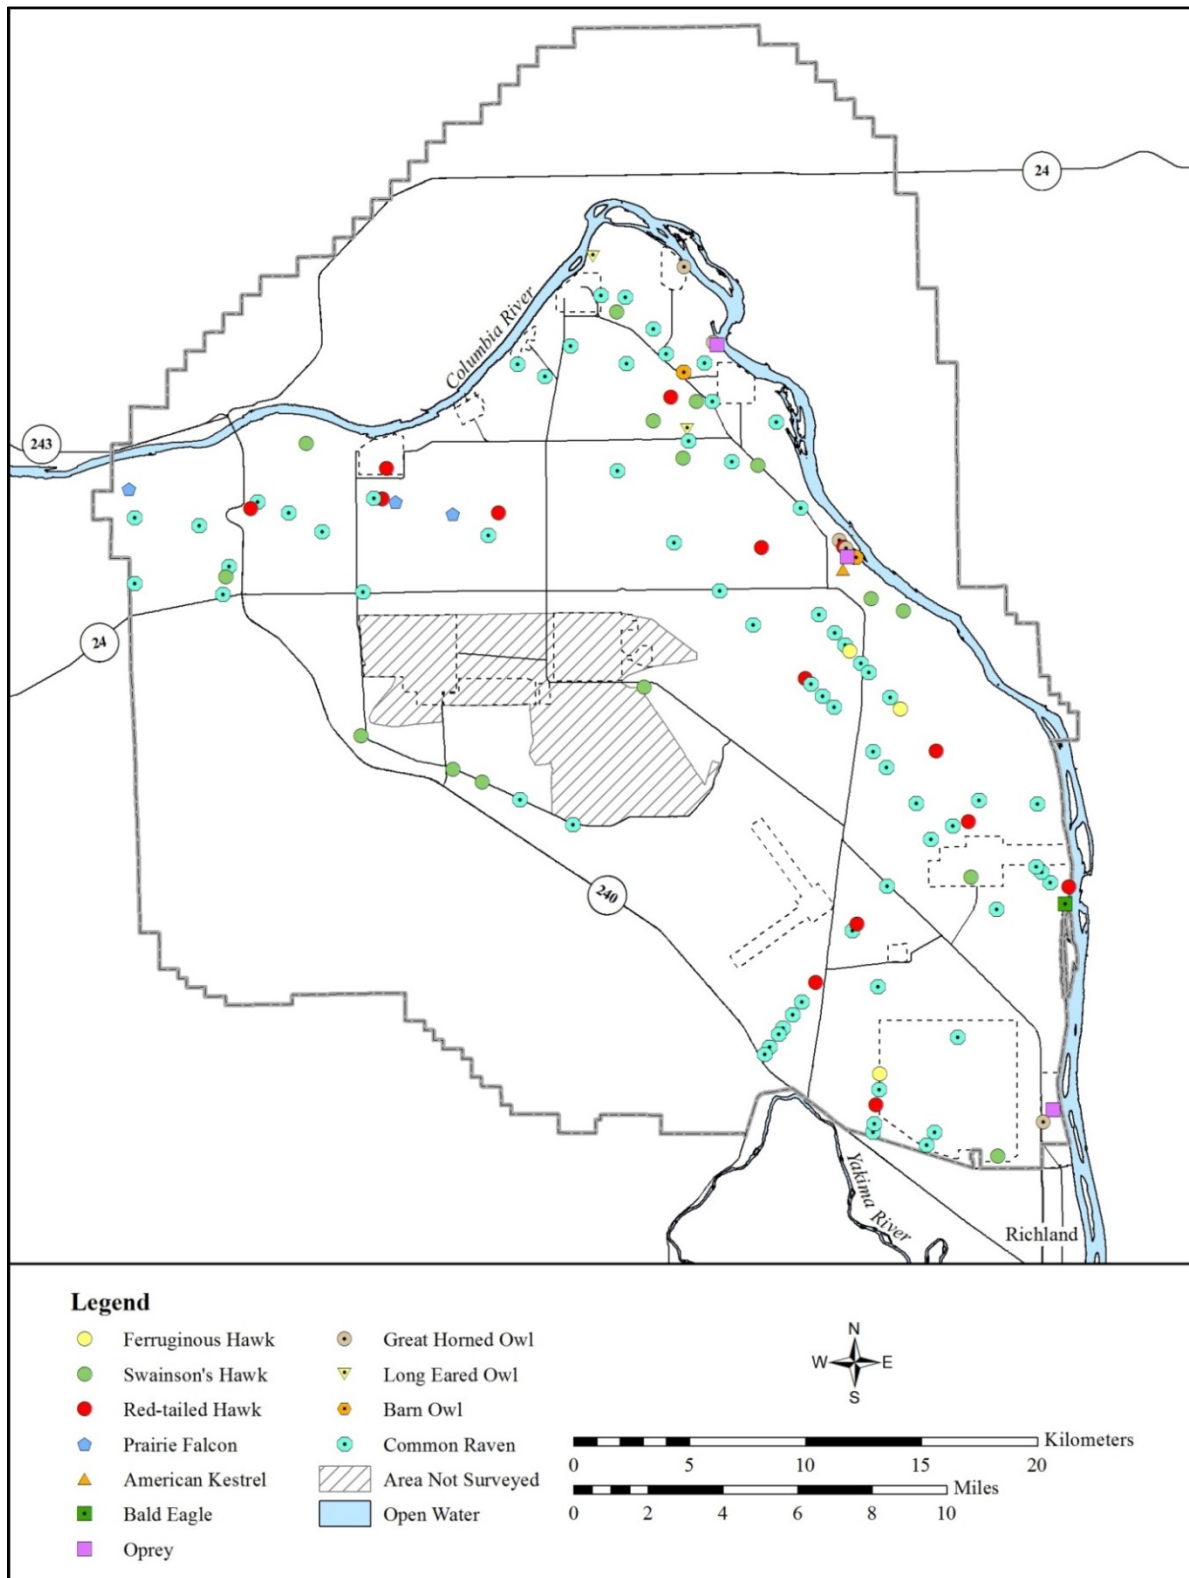 24
Columbia River
243
24
240
Yakima River
Richland
Legend
Ferruginous Hawk
Swainson's Hawk
Red-tailed Hawk
Prairie Falcon
American Kestrel
Bald Eagle
Oprey
Great Horned Owl
Long Eared Owl
Barn Owl
Common Raven
Area Not Surveyed
Open Water
N
W E
S
Kilometers
0 5 10 15 20
Miles
0 2 4 6 8 10